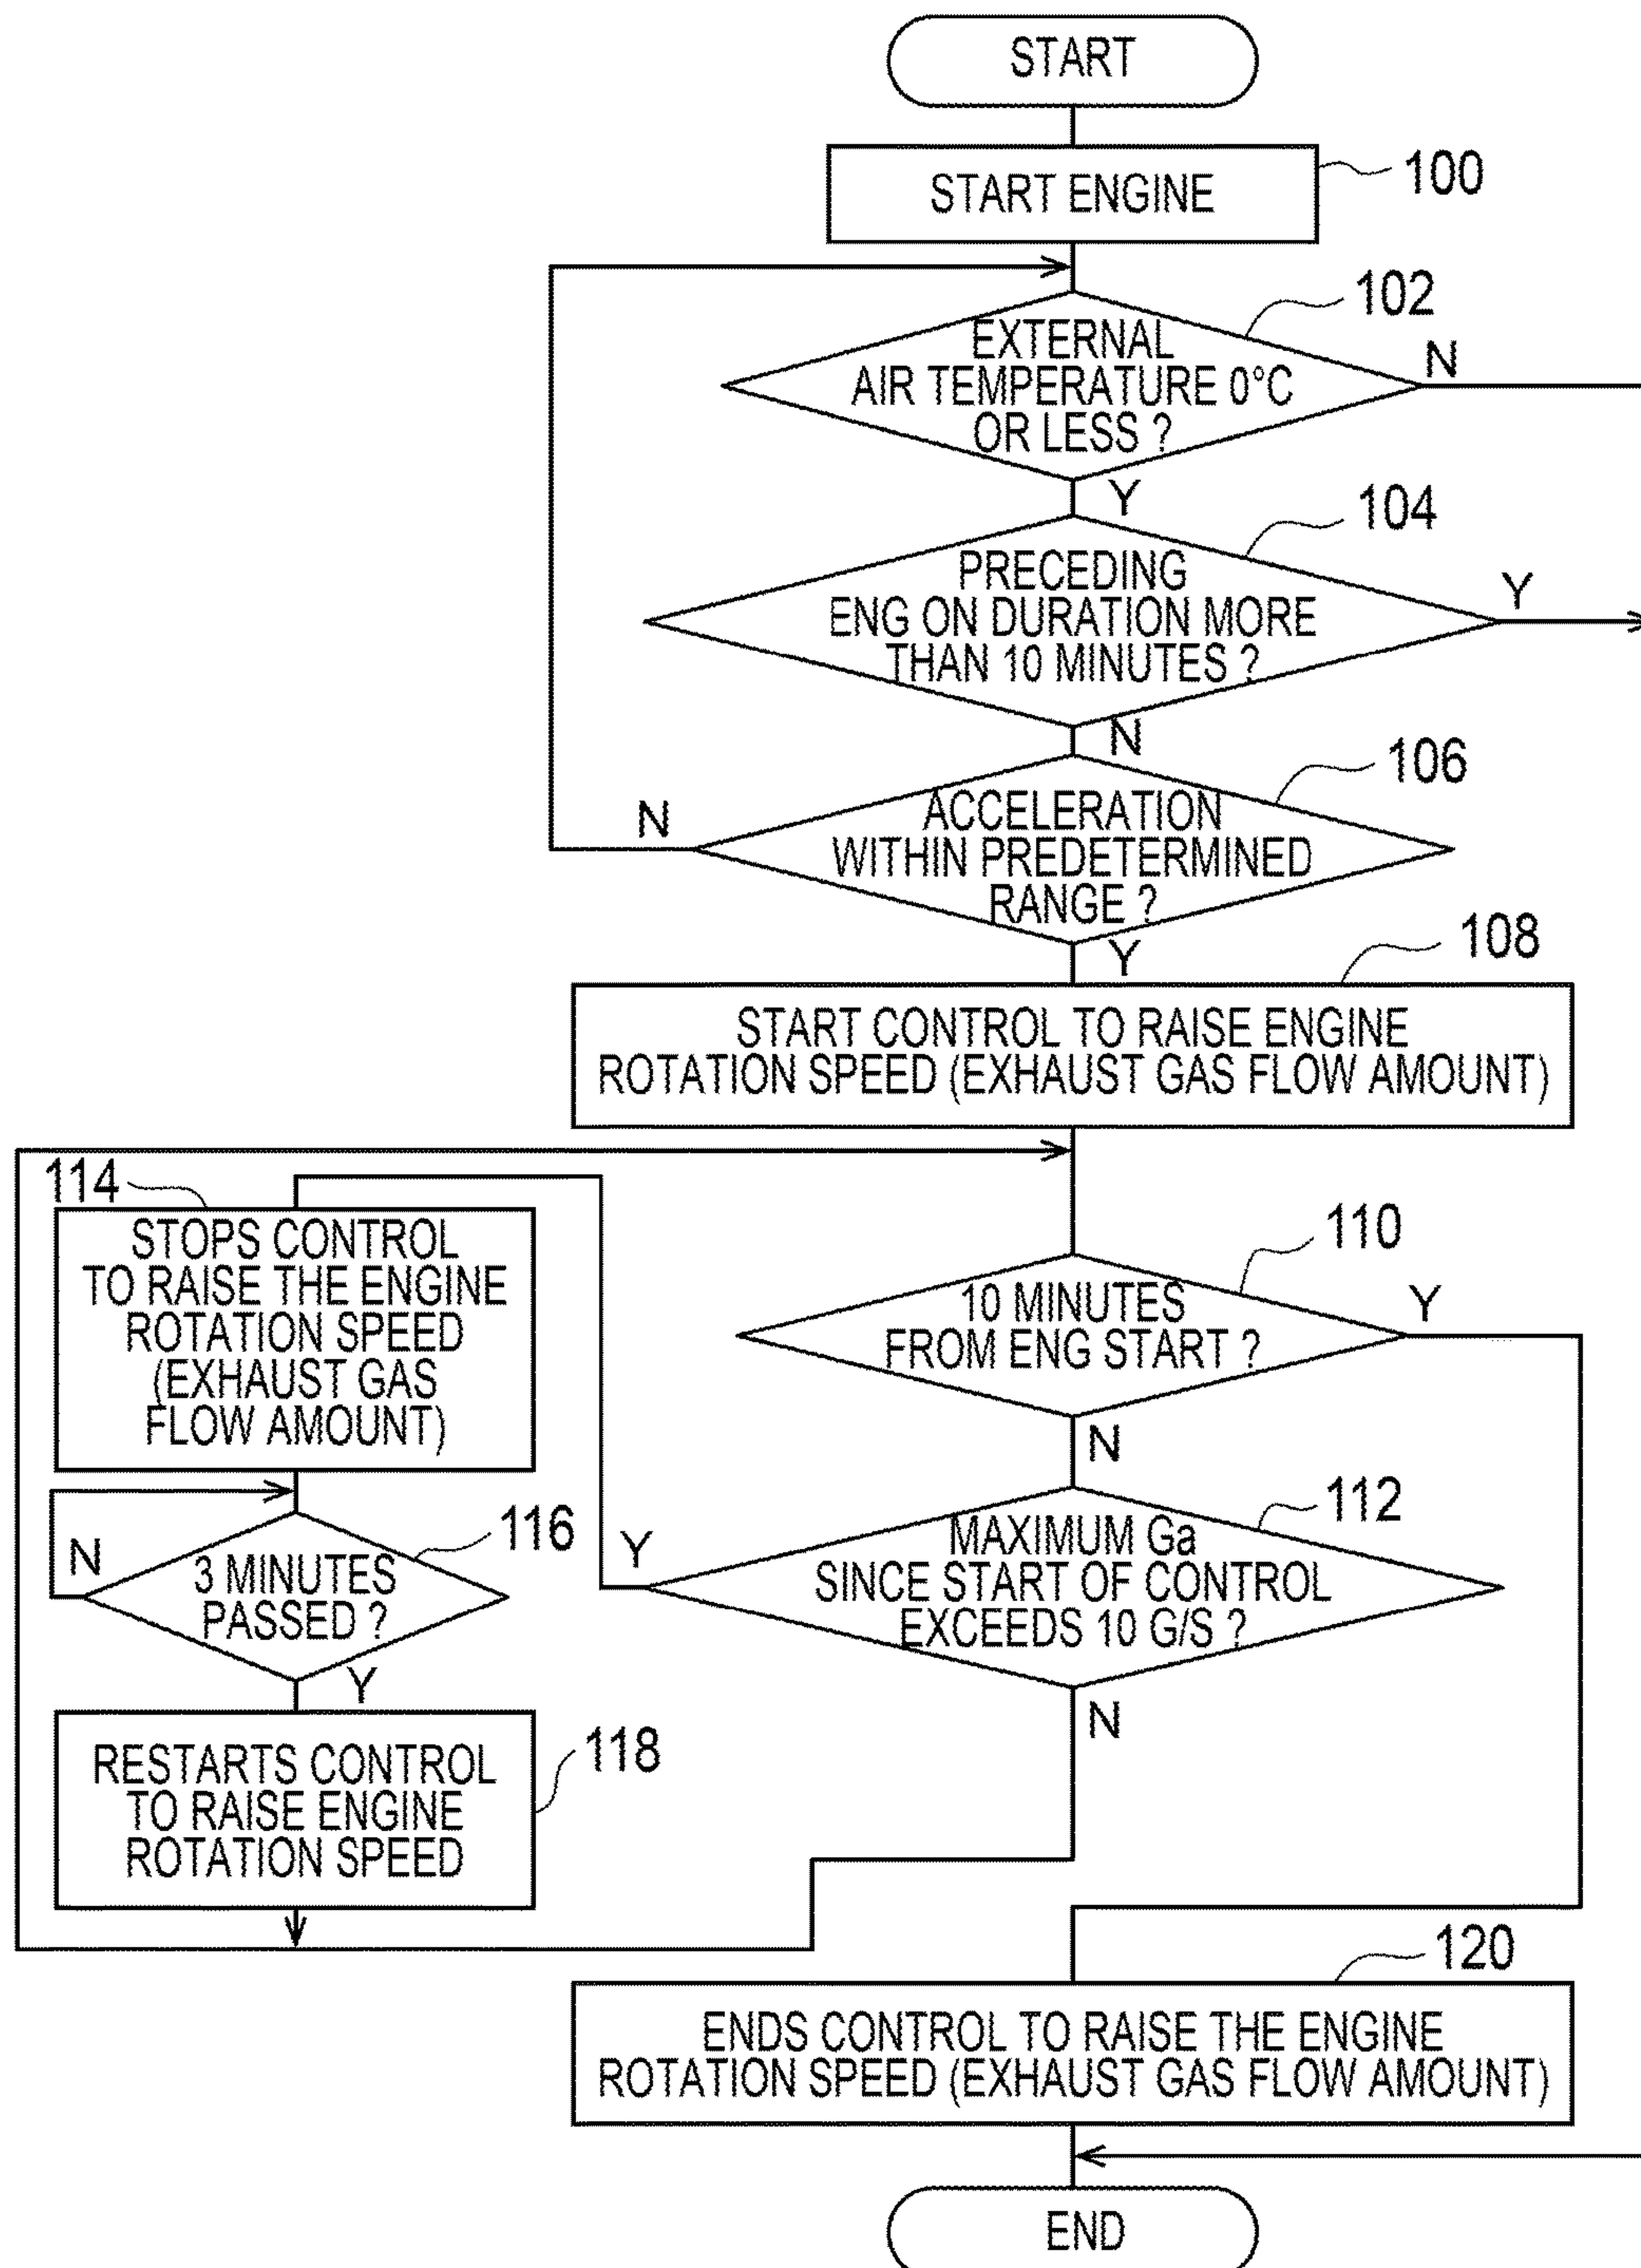 START
START ENGINE
100
102
EXTERNAL
AIR TEMPERATURE 0°C
OR LESS ?
N
Y
104
PRECEDING
ENG ON DURATION MORE
THAN 10 MINUTES ?
Y
N
106
ACCELERATION
WITHIN PREDETERMINED
RANGE ?
N
Y
108
START CONTROL TO RAISE ENGINE
ROTATION SPEED (EXHAUST GAS FLOW AMOUNT)
110
10 MINUTES
FROM ENG START ?
Y
N
112
MAXIMUM Ga
SINCE START OF CONTROL
EXCEEDS 10 G/S ?
Y
N
114
STOPS CONTROL
TO RAISE THE ENGINE
ROTATION SPEED
(EXHAUST GAS
FLOW AMOUNT)
116
3 MINUTES
PASSED ?
N
Y
118
RESTARTS CONTROL
TO RAISE ENGINE
ROTATION SPEED
120
ENDS CONTROL TO RAISE THE ENGINE
ROTATION SPEED (EXHAUST GAS FLOW AMOUNT)
END